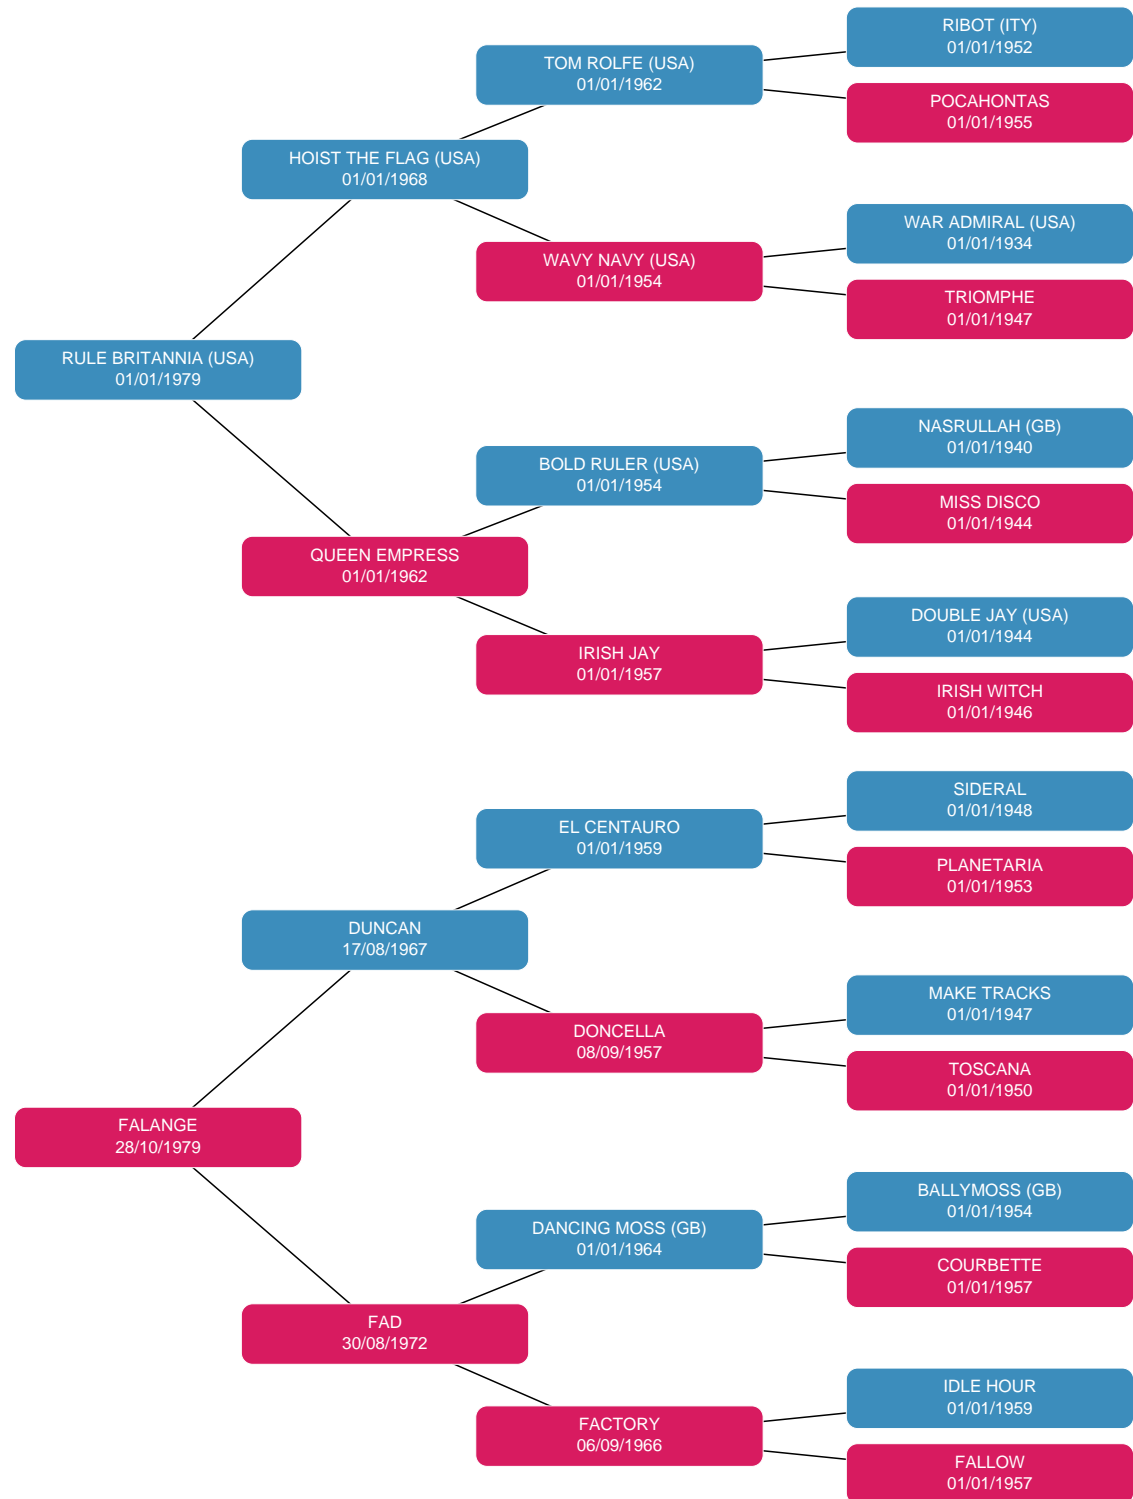 RIBOT (ITY)
01/01/1952
TOM ROLFE (USA)
01/01/1962
POCAHONTAS
01/01/1955
HOIST THE FLAG (USA)
01/01/1968
WAR ADMIRAL (USA)
01/01/1934
WAVY NAVY (USA)
01/01/1954
TRIOMPHE
01/01/1947
RULE BRITANNIA (USA)
01/01/1979
NASRULLAH (GB)
01/01/1940
BOLD RULER (USA)
01/01/1954
MISS DISCO
01/01/1944
QUEEN EMPRESS
01/01/1962
DOUBLE JAY (USA)
01/01/1944
IRISH JAY
01/01/1957
IRISH WITCH
01/01/1946
SIDERAL
01/01/1948
EL CENTAURO
01/01/1959
PLANETARIA
01/01/1953
DUNCAN
17/08/1967
MAKE TRACKS
01/01/1947
DONCELLA
08/09/1957
TOSCANA
01/01/1950
FALANGE
28/10/1979
BALLYMOSS (GB)
01/01/1954
DANCING MOSS (GB)
01/01/1964
COURBETTE
01/01/1957
FAD
30/08/1972
IDLE HOUR
01/01/1959
FACTORY
06/09/1966
FALLOW
01/01/1957